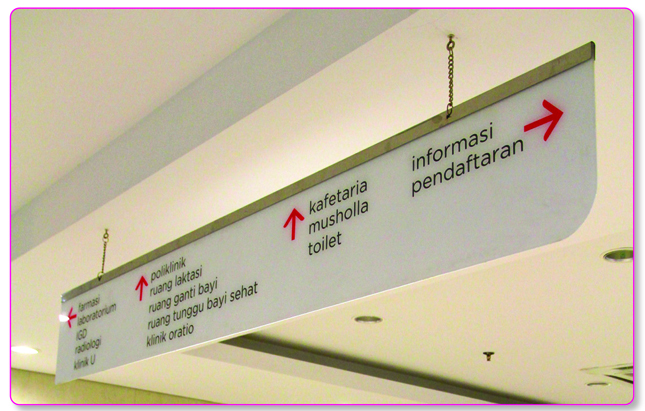 farmasi
laboratorium
IGD
radiologi
klinik U
poliklinik
ruang laktasi
ruang ganti bayi
ruang tunggu bayi sehat
klinik oratio
kafetaria
musholla
toilet
informasi
pendaftaran